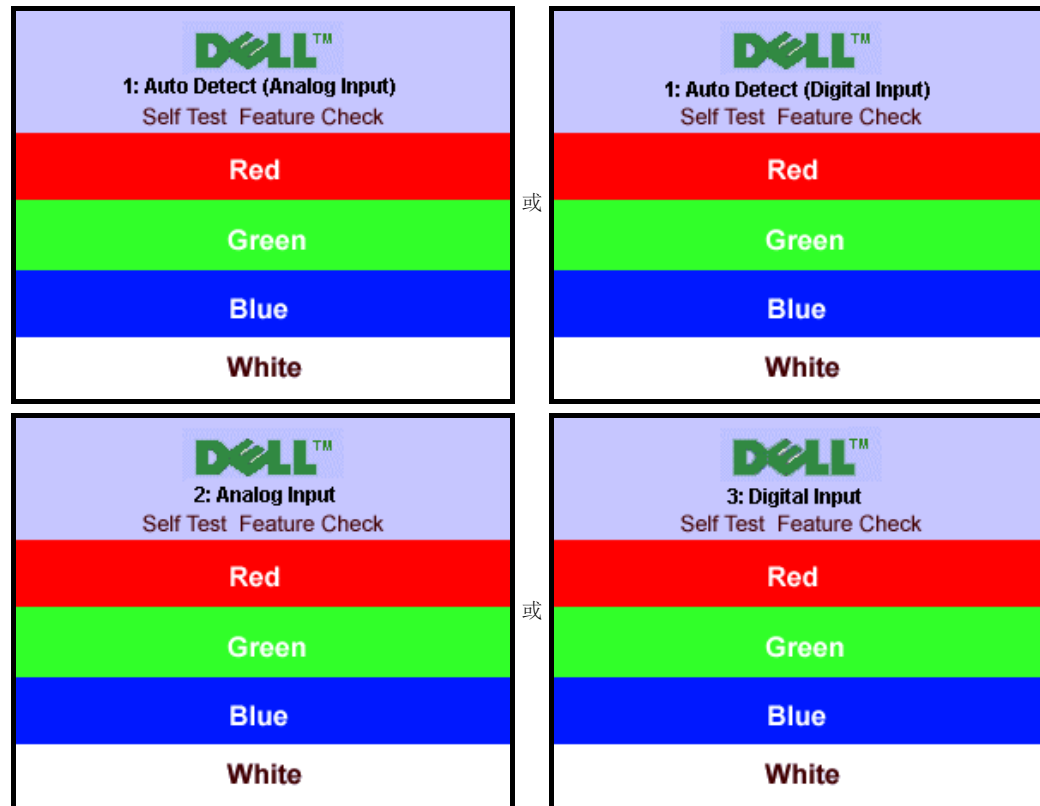 DELL™
1: Auto Detect (Analog Input)
Self Test Feature Check
Red
Green
Blue
White
或
DELL™
1: Auto Detect (Digital Input)
Self Test Feature Check
Red
Green
Blue
White
DELL™
2: Analog Input
Self Test Feature Check
Red
Green
Blue
White
或
DELL™
3: Digital Input
Self Test Feature Check
Red
Green
Blue
White